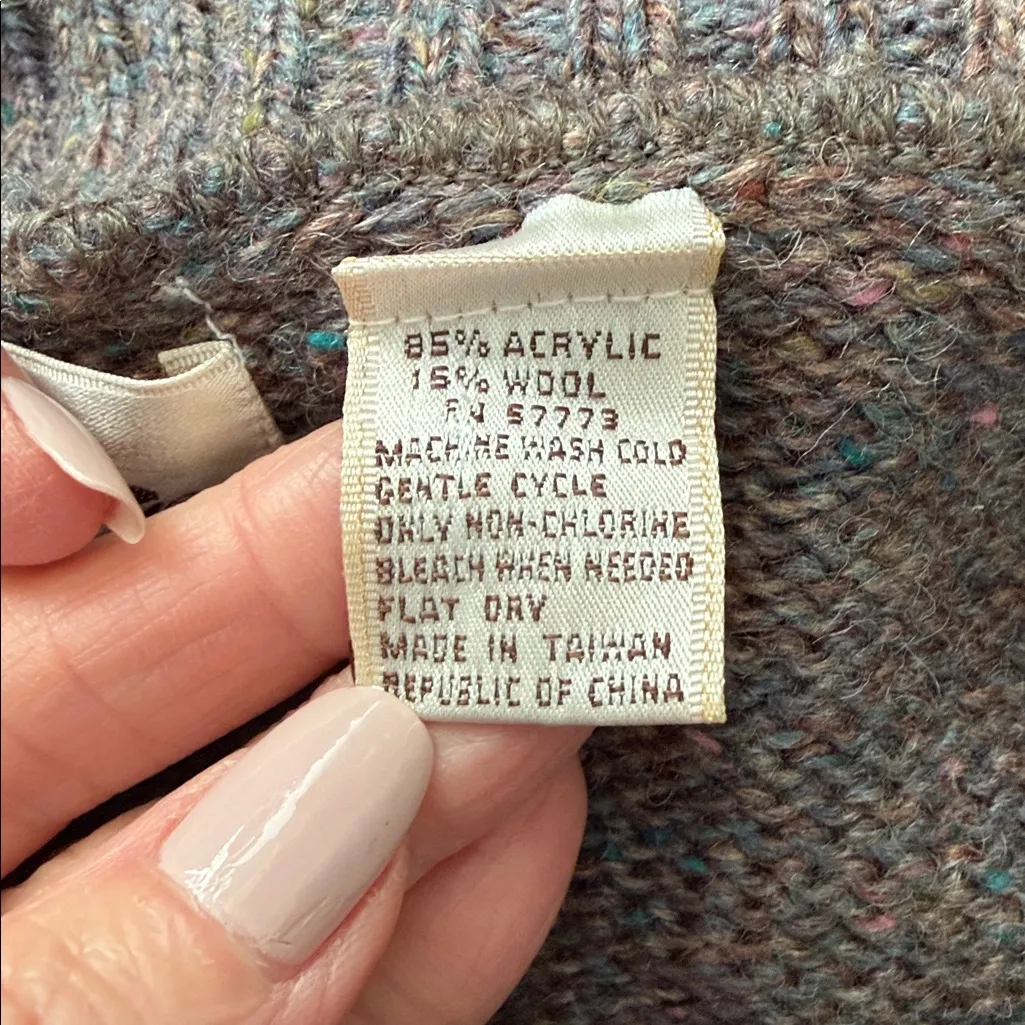 85% ACRYLIC
15% WOOL
RN 57773
MACHINE WASH COLD
GENTLE CYCLE
ONLY NON-CHLORINE
BLEACH WHEN NEEDED
FLAT DRY
MADE IN TAIWAN
REPUBLIC OF CHINA